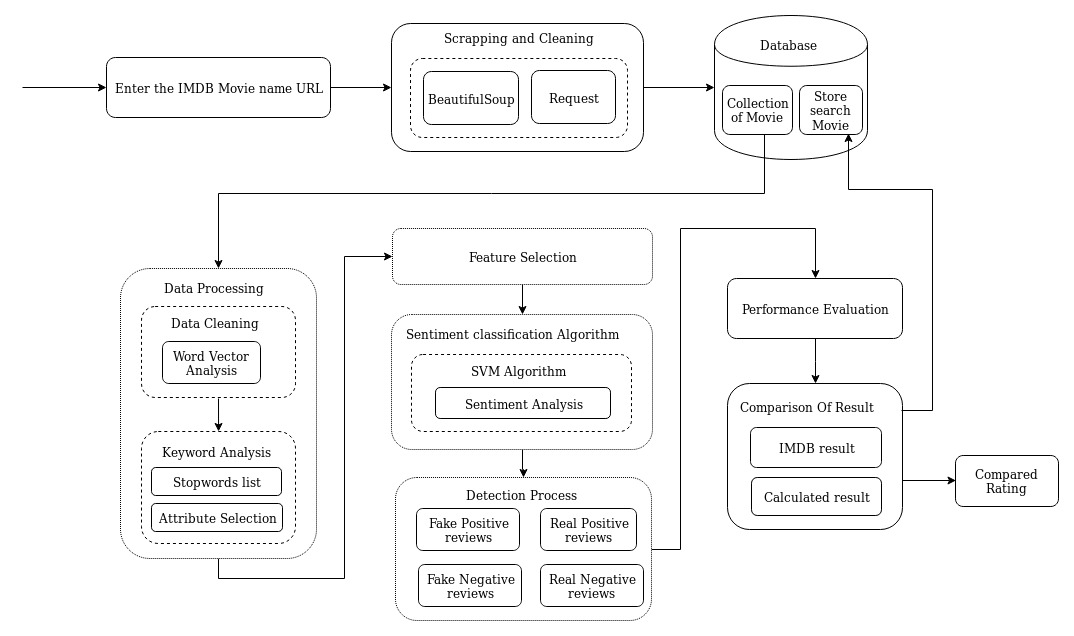 Enter the IMDB Movie name URL
Scrapping and Cleaning
BeautifulSoup
Request
Database
Collection
of Movie
Store
search
Movie
Data Processing
Data Cleaning
Word Vector
Analysis
Keyword Analysis
Stopwords list
Attribute Selection
Feature Selection
Sentiment classification Algorithm
SVM Algorithm
Sentiment Analysis
Detection Process
Fake Positive
reviews
Real Positive
reviews
Fake Negative
reviews
Real Negative
reviews
Performance Evaluation
Comparison Of Result
IMDB result
Calculated result
Compared
Rating